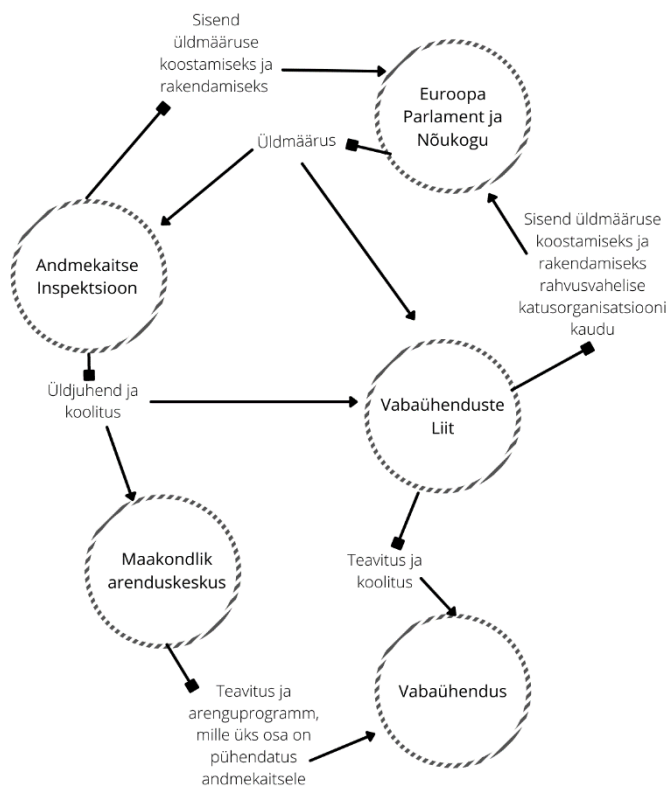 Sisend
üldmääruse
koostamiseks ja
rakendamiseks
Euroopa
Parlament ja
Nõukogu
Üldmäärus
Andmekaitse
Inspektsioon
Sisend üldmääruse
koostamiseks ja
rakendamiseks
rahvusvahelise
katusorganisatsiooni
kaudu
Üldjuhend ja
koolitus
Vabaühenduste
Liit
Maakondlik
arenduskeskus
Teavitus ja
koolitus
Teavitus ja
arenguprogramm,
mille üks osa on
pühendatus
andmekaitsele
Vabaühendus